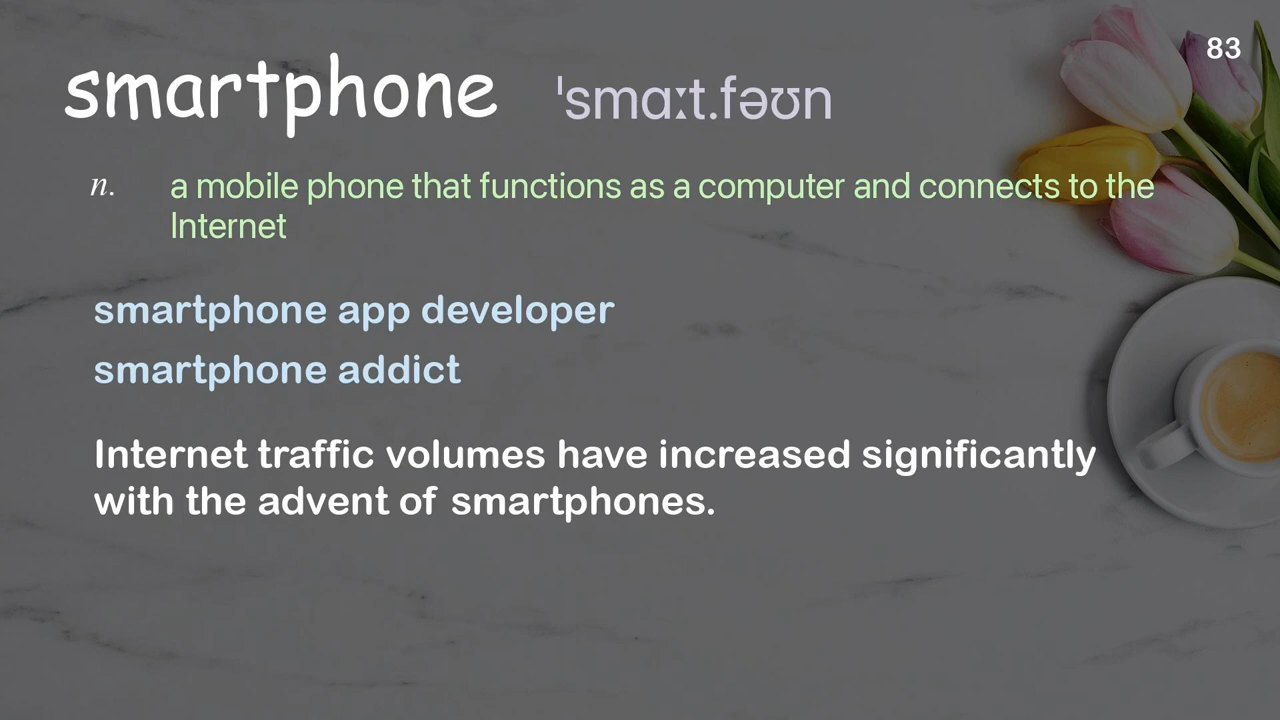 83
smartphone ˈsmɑːt.fəʊn
n. a mobile phone that functions as a computer and connects to the
Internet
smartphone app developer
smartphone addict
Internet traffic volumes have increased significantly
with the advent of smartphones.